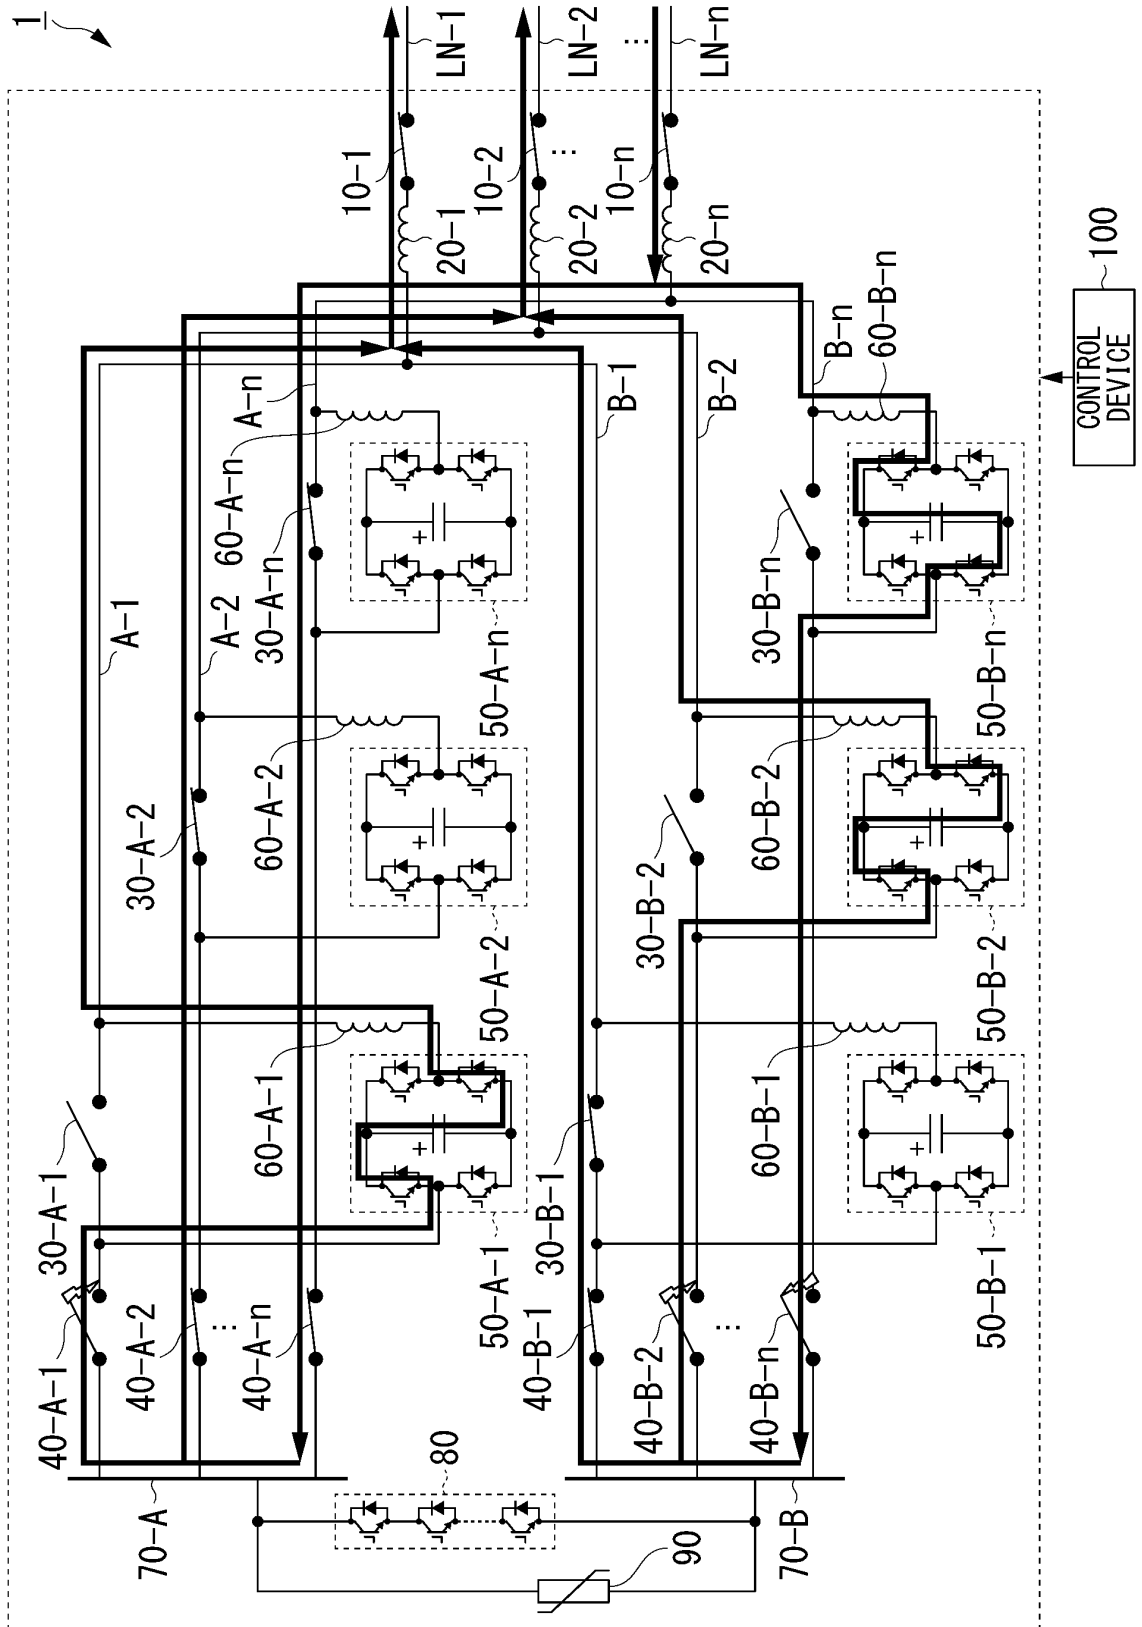 1
LN-1
LN-2
...
LN-n
10-1
10-2
...
10-n
20-1
20-2
20-n
100
CONTROL
DEVICE
A-n
60-A-n
B-1
B-2
B-n
60-B-n
A-1
A-2
30-A-n
50-A-n
30-B-n
50-B-n
30-A-2
60-A-2
50-A-2
30-B-2
60-B-2
50-B-2
30-A-1
60-A-1
50-A-1
30-B-1
60-B-1
50-B-1
40-A-1
40-A-2
...
40-A-n
40-B-1
40-B-2
...
40-B-n
70-A
80
90
70-B
+
+
+
+
+
+